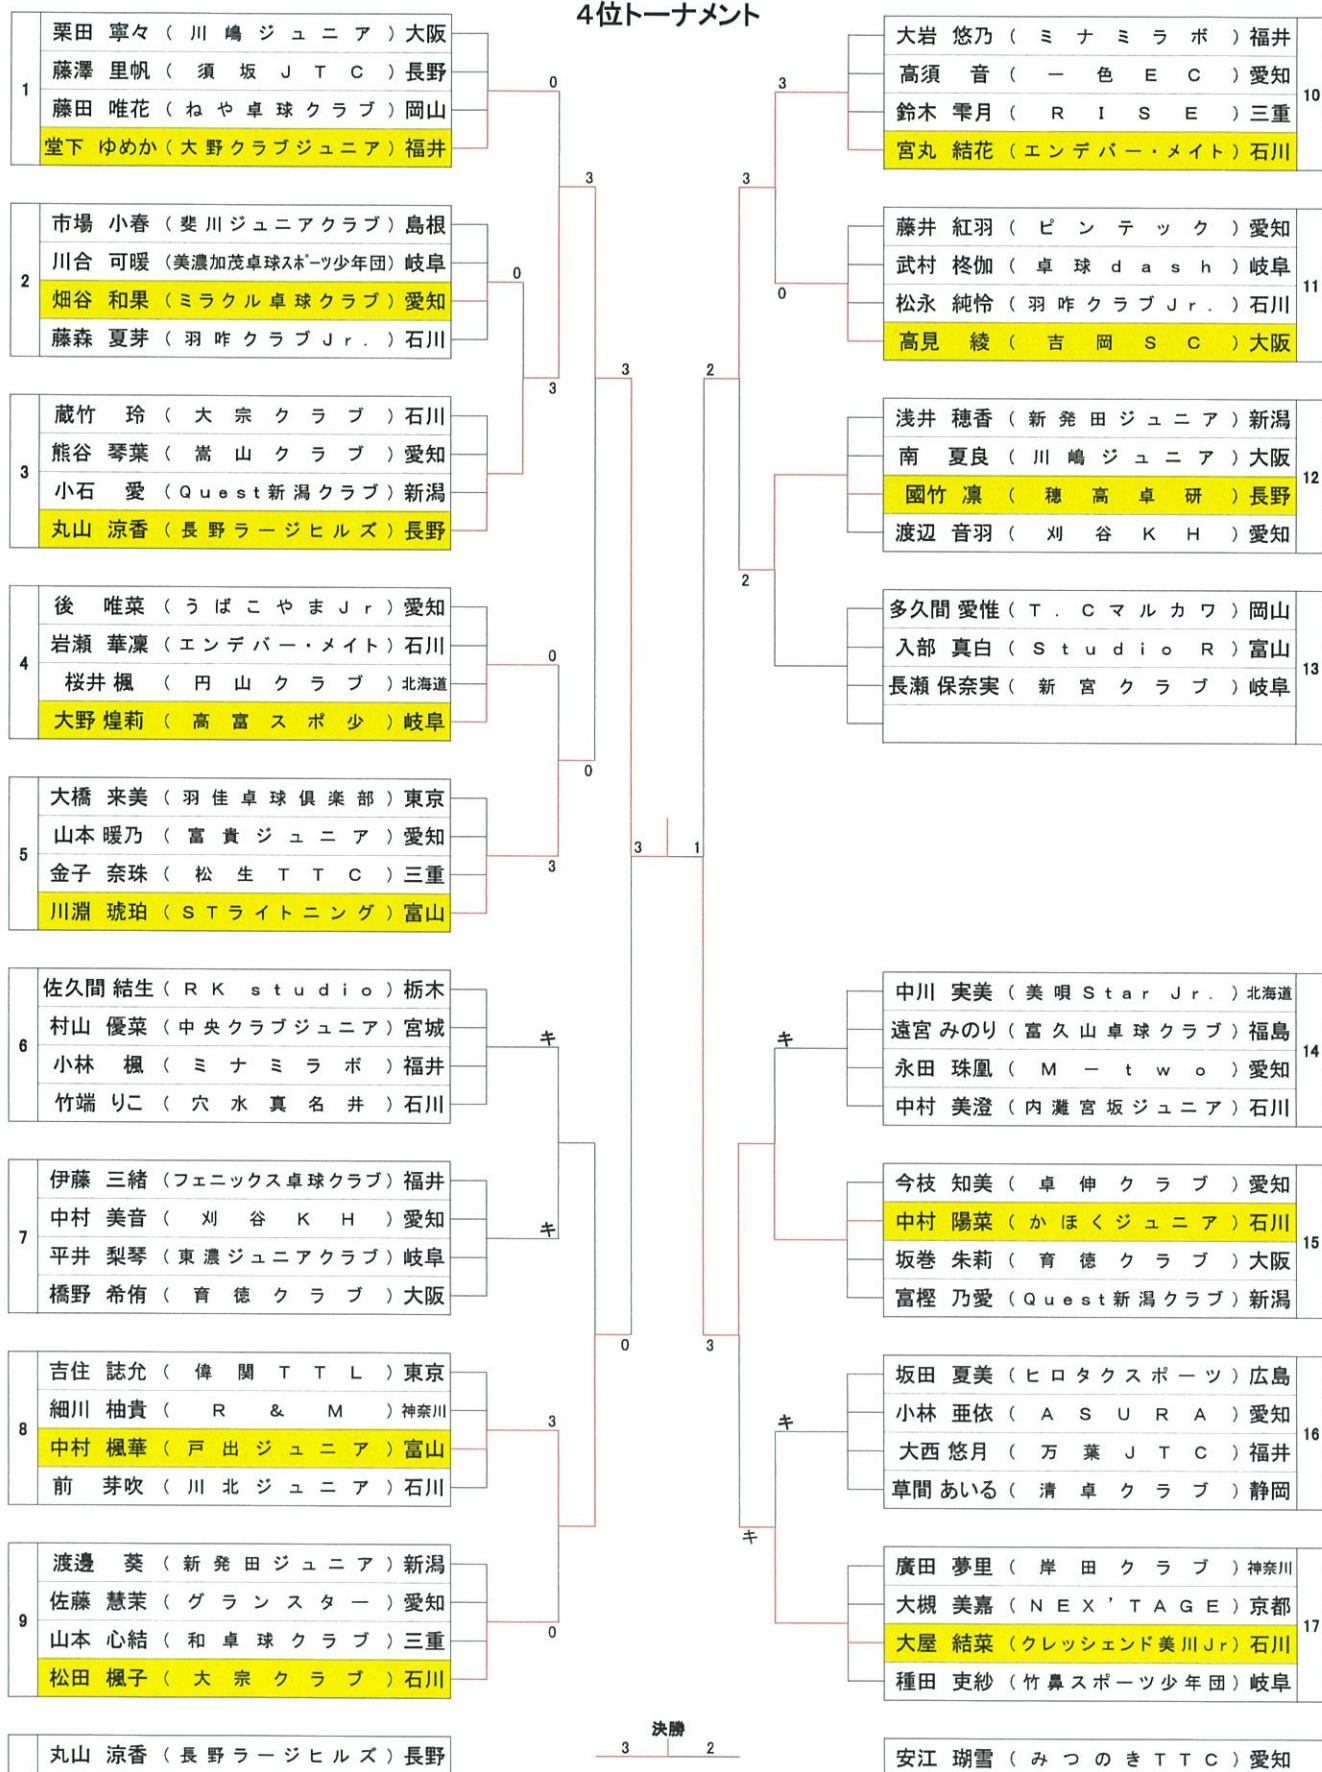 4位トーナメント
1
栗田 寧々 (川嶋ジュニア) 大阪
藤澤 里帆 (須坂JTC) 長野
藤田 唯花 (ねや卓球クラブ) 岡山
堂下 ゆめか (大野クラブジュニア) 福井
0
3
2
市場 小春 (斐川ジュニアクラブ) 島根
川合 可暖 (美濃加茂卓球スポーツ少年団) 岐阜
畑谷 和果 (ミラクル卓球クラブ) 愛知
藤森 夏芽 (羽咋クラブJr.) 石川
0
3
3
3
蔵竹 玲 (大宗クラブ) 石川
熊谷 琴葉 (嵩山クラブ) 愛知
小石 愛 (Quest新潟クラブ) 新潟
丸山 涼香 (長野ラージヒルズ) 長野
4
後 唯菜 (うばこやまJr) 愛知
岩瀬 華凜 (エンデバー・メイト) 石川
桜井 楓 (円山クラブ) 北海道
大野 煌莉 (高富スポ少) 岐阜
0
0
5
大橋 来美 (羽佳卓球倶楽部) 東京
山本 暖乃 (富貴ジュニア) 愛知
金子 奈珠 (松生TTC) 三重
川淵 琥珀 (STライトニング) 富山
3
3
1
6
佐久間 結生 (RK studio) 栃木
村山 優菜 (中央クラブジュニア) 宮城
小林 楓 (ミナミラボ) 福井
竹端 りこ (穴水真名井) 石川
キ
7
伊藤 三緒 (フェニックス卓球クラブ) 福井
中村 美音 (刈谷KH) 愛知
平井 梨琴 (東濃ジュニアクラブ) 岐阜
橋野 希侑 (育徳クラブ) 大阪
キ
0
8
吉住 誌允 (偉関TTL) 東京
細川 柚貴 (R&M) 神奈川
中村 楓華 (戸出ジュニア) 富山
前 芽吹 (川北ジュニア) 石川
3
9
渡邊 葵 (新発田ジュニア) 新潟
佐藤 慧茉 (グランスター) 愛知
山本 心結 (和卓球クラブ) 三重
松田 楓子 (大宗クラブ) 石川
0
丸山 涼香 (長野ラージヒルズ) 長野
決勝
3 2
10
大岩 悠乃 (ミナミラボ) 福井
高須 音 (一色EC) 愛知
鈴木 雫月 (RISE) 三重
宮丸 結花 (エンデバー・メイト) 石川
3
3
11
藤井 紅羽 (ピンテック) 愛知
武村 柊伽 (卓球dash) 岐阜
松永 純怜 (羽咋クラブJr.) 石川
高見 綾 (吉岡SC) 大阪
0
2
12
浅井 穂香 (新発田ジュニア) 新潟
南 夏良 (川嶋ジュニア) 大阪
國竹 凛 (穂高卓研) 長野
渡辺 音羽 (刈谷KH) 愛知
2
13
多久間 愛惟 (T.Cマルカワ) 岡山
入部 真白 (Studio R) 富山
長瀬 保奈実 (新宮クラブ) 岐阜
14
中川 実美 (美唄Star Jr.) 北海道
遠宮 みのり (富久山卓球クラブ) 福島
永田 珠凰 (M-two) 愛知
中村 美澄 (内灘宮坂ジュニア) 石川
キ
15
今枝 知美 (卓伸クラブ) 愛知
中村 陽菜 (かほくジュニア) 石川
坂巻 朱莉 (育徳クラブ) 大阪
富樫 乃愛 (Quest新潟クラブ) 新潟
3
16
坂田 夏美 (ヒロタクスポーツ) 広島
小林 亜依 (ASURA) 愛知
大西 悠月 (万葉JTC) 福井
草間 あいる (清卓クラブ) 静岡
キ
キ
17
廣田 夢里 (岸田クラブ) 神奈川
大槻 美嘉 (NEX'TAGE) 京都
大屋 結菜 (クレッシェンド美川Jr) 石川
種田 吏紗 (竹鼻スポーツ少年団) 岐阜
安江 瑚雪 (みつのきTTC) 愛知